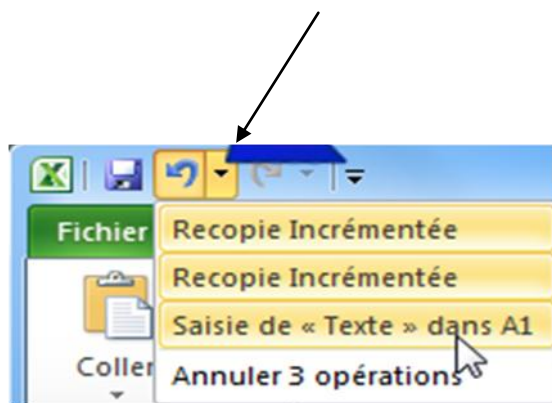 Fichier
Recopie Incrémentée
Recopie Incrémentée
Saisie de « Texte » dans A1
Coller
Annuler 3 opérations